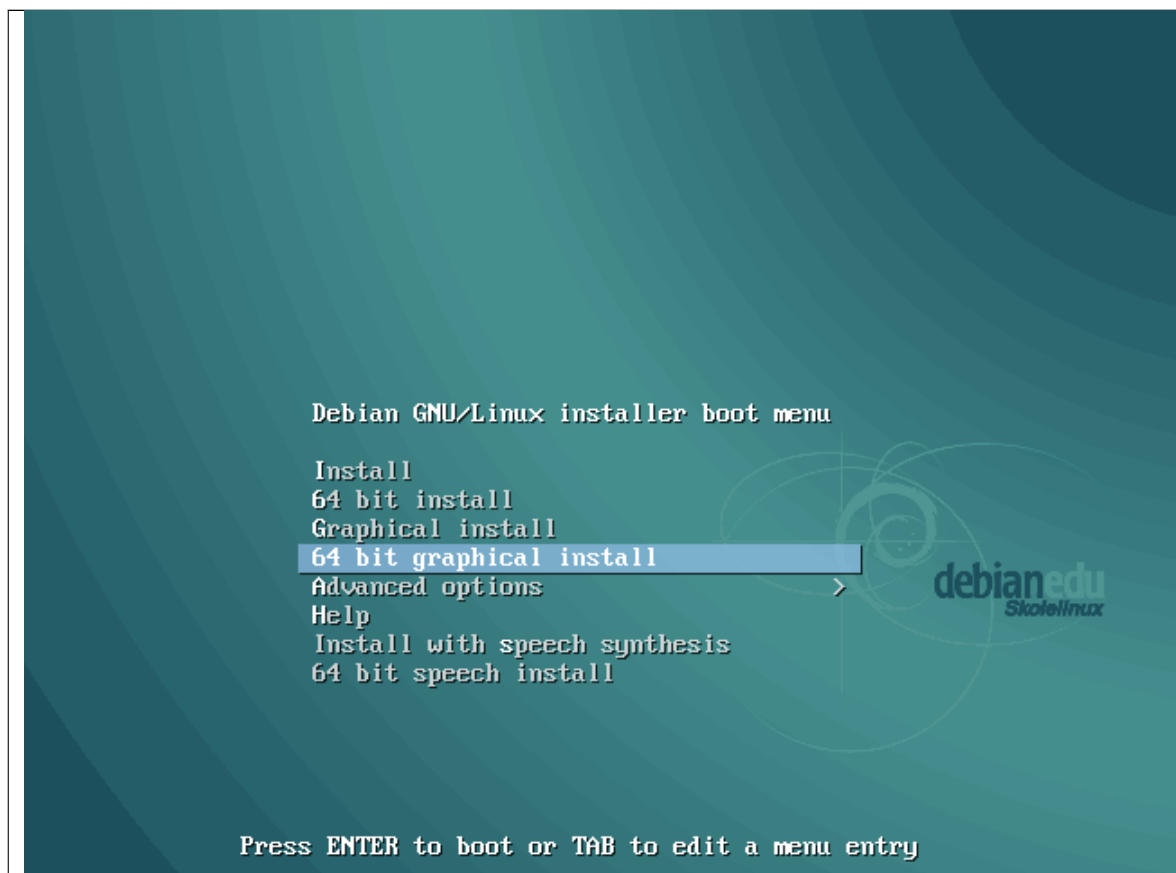 Debian GNU/Linux installer boot menu
Install
64 bit install
Graphical install
64 bit graphical install
Advanced options >
Help
Install with speech synthesis
64 bit speech install
debianedu
Skolelinux
Press ENTER to boot or TAB to edit a menu entry